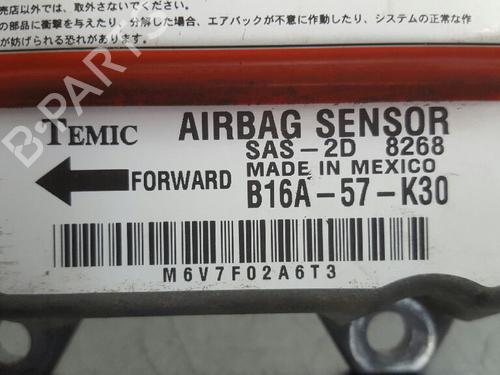 売店以外では、取外さないでください。
の部品に衝撃を与えたり、分解した場合、エアバックが不意に作動したり、システムの正常な作
が妨げられる恐れがあります。
TEMIC AIRBAG SENSOR
SAS-2D 8268
MADE IN MEXICO
FORWARD B16A-57-K30
M6V7F02A6T3
B-PARTS